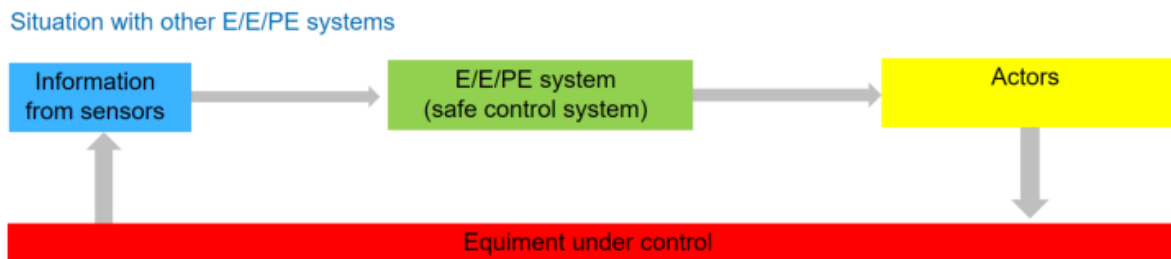 Situation with other E/E/PE systems
Information
from sensors
E/E/PE system
(safe control system)
Actors
Equiment under control